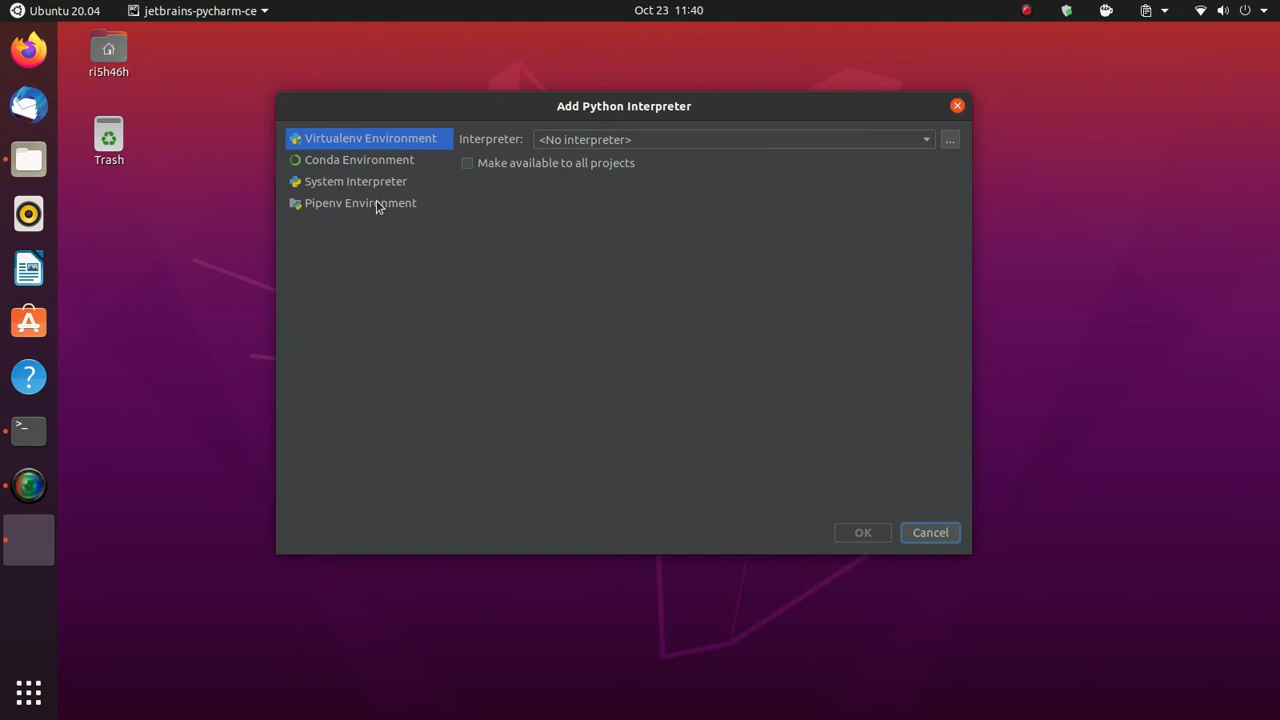 Ubuntu 20.04
jetbrains-pycharm-ce
Oct 23 11:40
ri5h46h
Trash
Add Python Interpreter
Virtualenv Environment
Conda Environment
System Interpreter
Pipenv Environment
Interpreter:
<No interpreter>
...
Make available to all projects
OK
Cancel